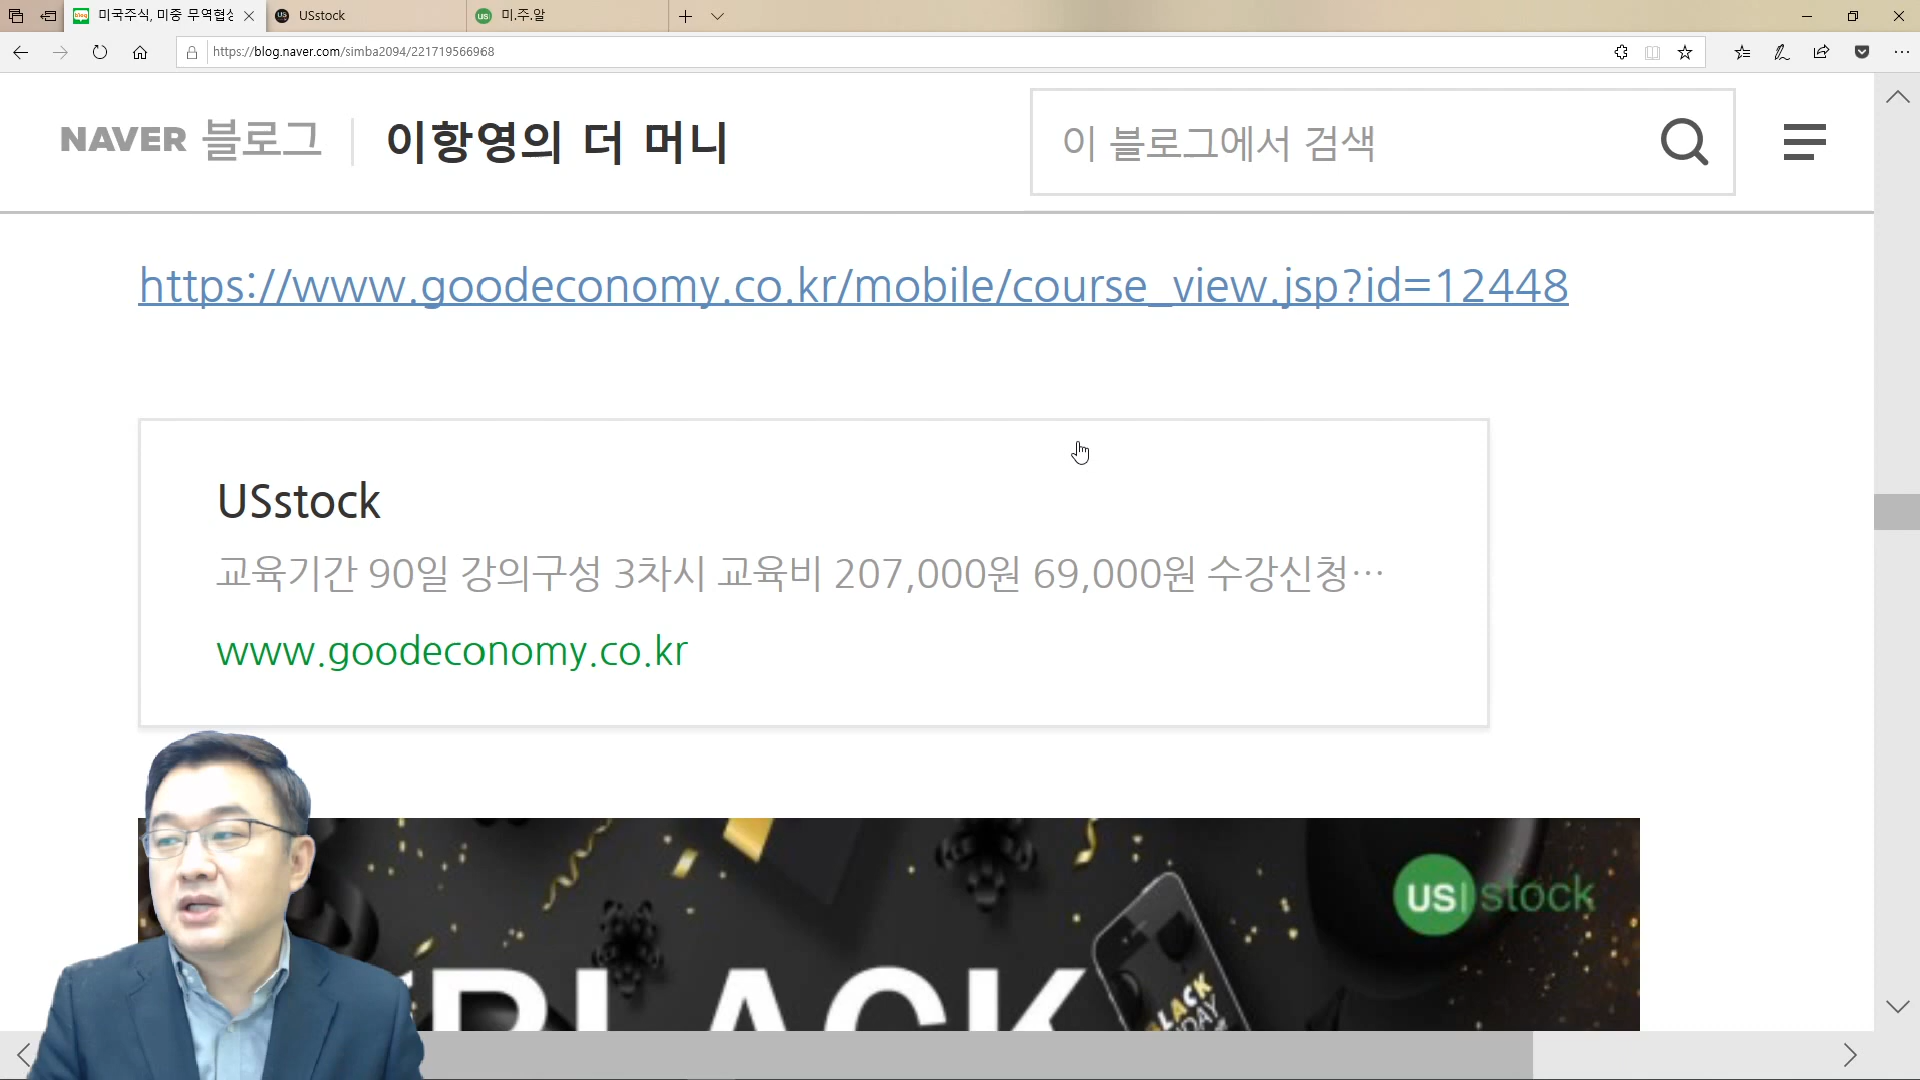 미국주식, 미중 무역협상
USstock
미.주.알
https://blog.naver.com/simba2094/221719566968
NAVER 블로그
이항영의 더 머니
이 블로그에서 검색
https://www.goodeconomy.co.kr/mobile/course_view.jsp?id=12448
USstock
교육기간 90일 강의구성 3차시 교육비 207,000원 69,000원 수강신청…
www.goodeconomy.co.kr
us|stock
BLACK
BLACK